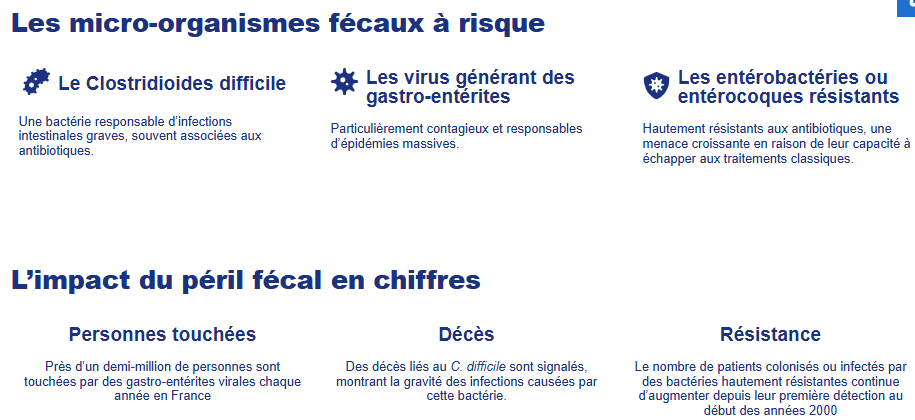 Les micro-organismes fécaux à risque
Le Clostridioides difficile
Une bactérie responsable d'infections
intestinales graves, souvent associées aux
antibiotiques.
Les virus générant des
gastro-entérites
Particulièrement contagieux et responsables
d'épidémies massives.
Les entérobactéries ou
entérocoques résistants
Hautement résistants aux antibiotiques, une
menace croissante en raison de leur capacité à
échapper aux traitements classiques.
L'impact du péril fécal en chiffres
Personnes touchées
Près d'un demi-million de personnes sont
touchées par des gastro-entérites virales chaque
année en France
Décès
Des décès liés au C. difficile sont signalés,
montrant la gravité des infections causées par
cette bactérie.
Résistance
Le nombre de patients colonisés ou infectés par
des bactéries hautement résistantes continue
d'augmenter depuis leur première détection au
début des années 2000